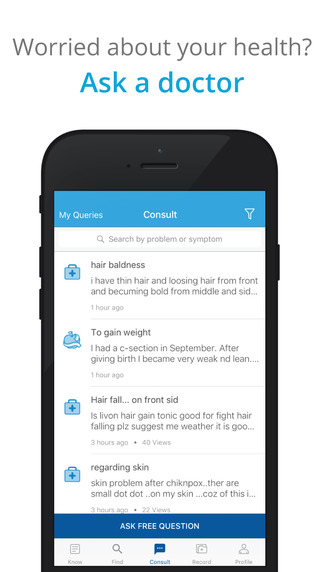 Worried about your health?
Ask a doctor
My Queries
Consult
Search by problem or symptom
hair baldness
i have thin hair and loosing hair from front
and becuming bold from middle and sid...
1 hour ago
To gain weight
I had a c-section in September. After
giving birth I became very weak nd lean....
1 hour ago
Hair fall... on front sid
Is livon hair gain tonic good for fight hair
falling plz suggest me weather it is goo...
3 hours ago • 40 Views
regarding skin
skin problem after chiknpox..ther are
small dot dot ..on my skin ...coz of this i...
3 hours ago • 22 Views
ASK FREE QUESTION
Know
Find
Consult
Record
Profile